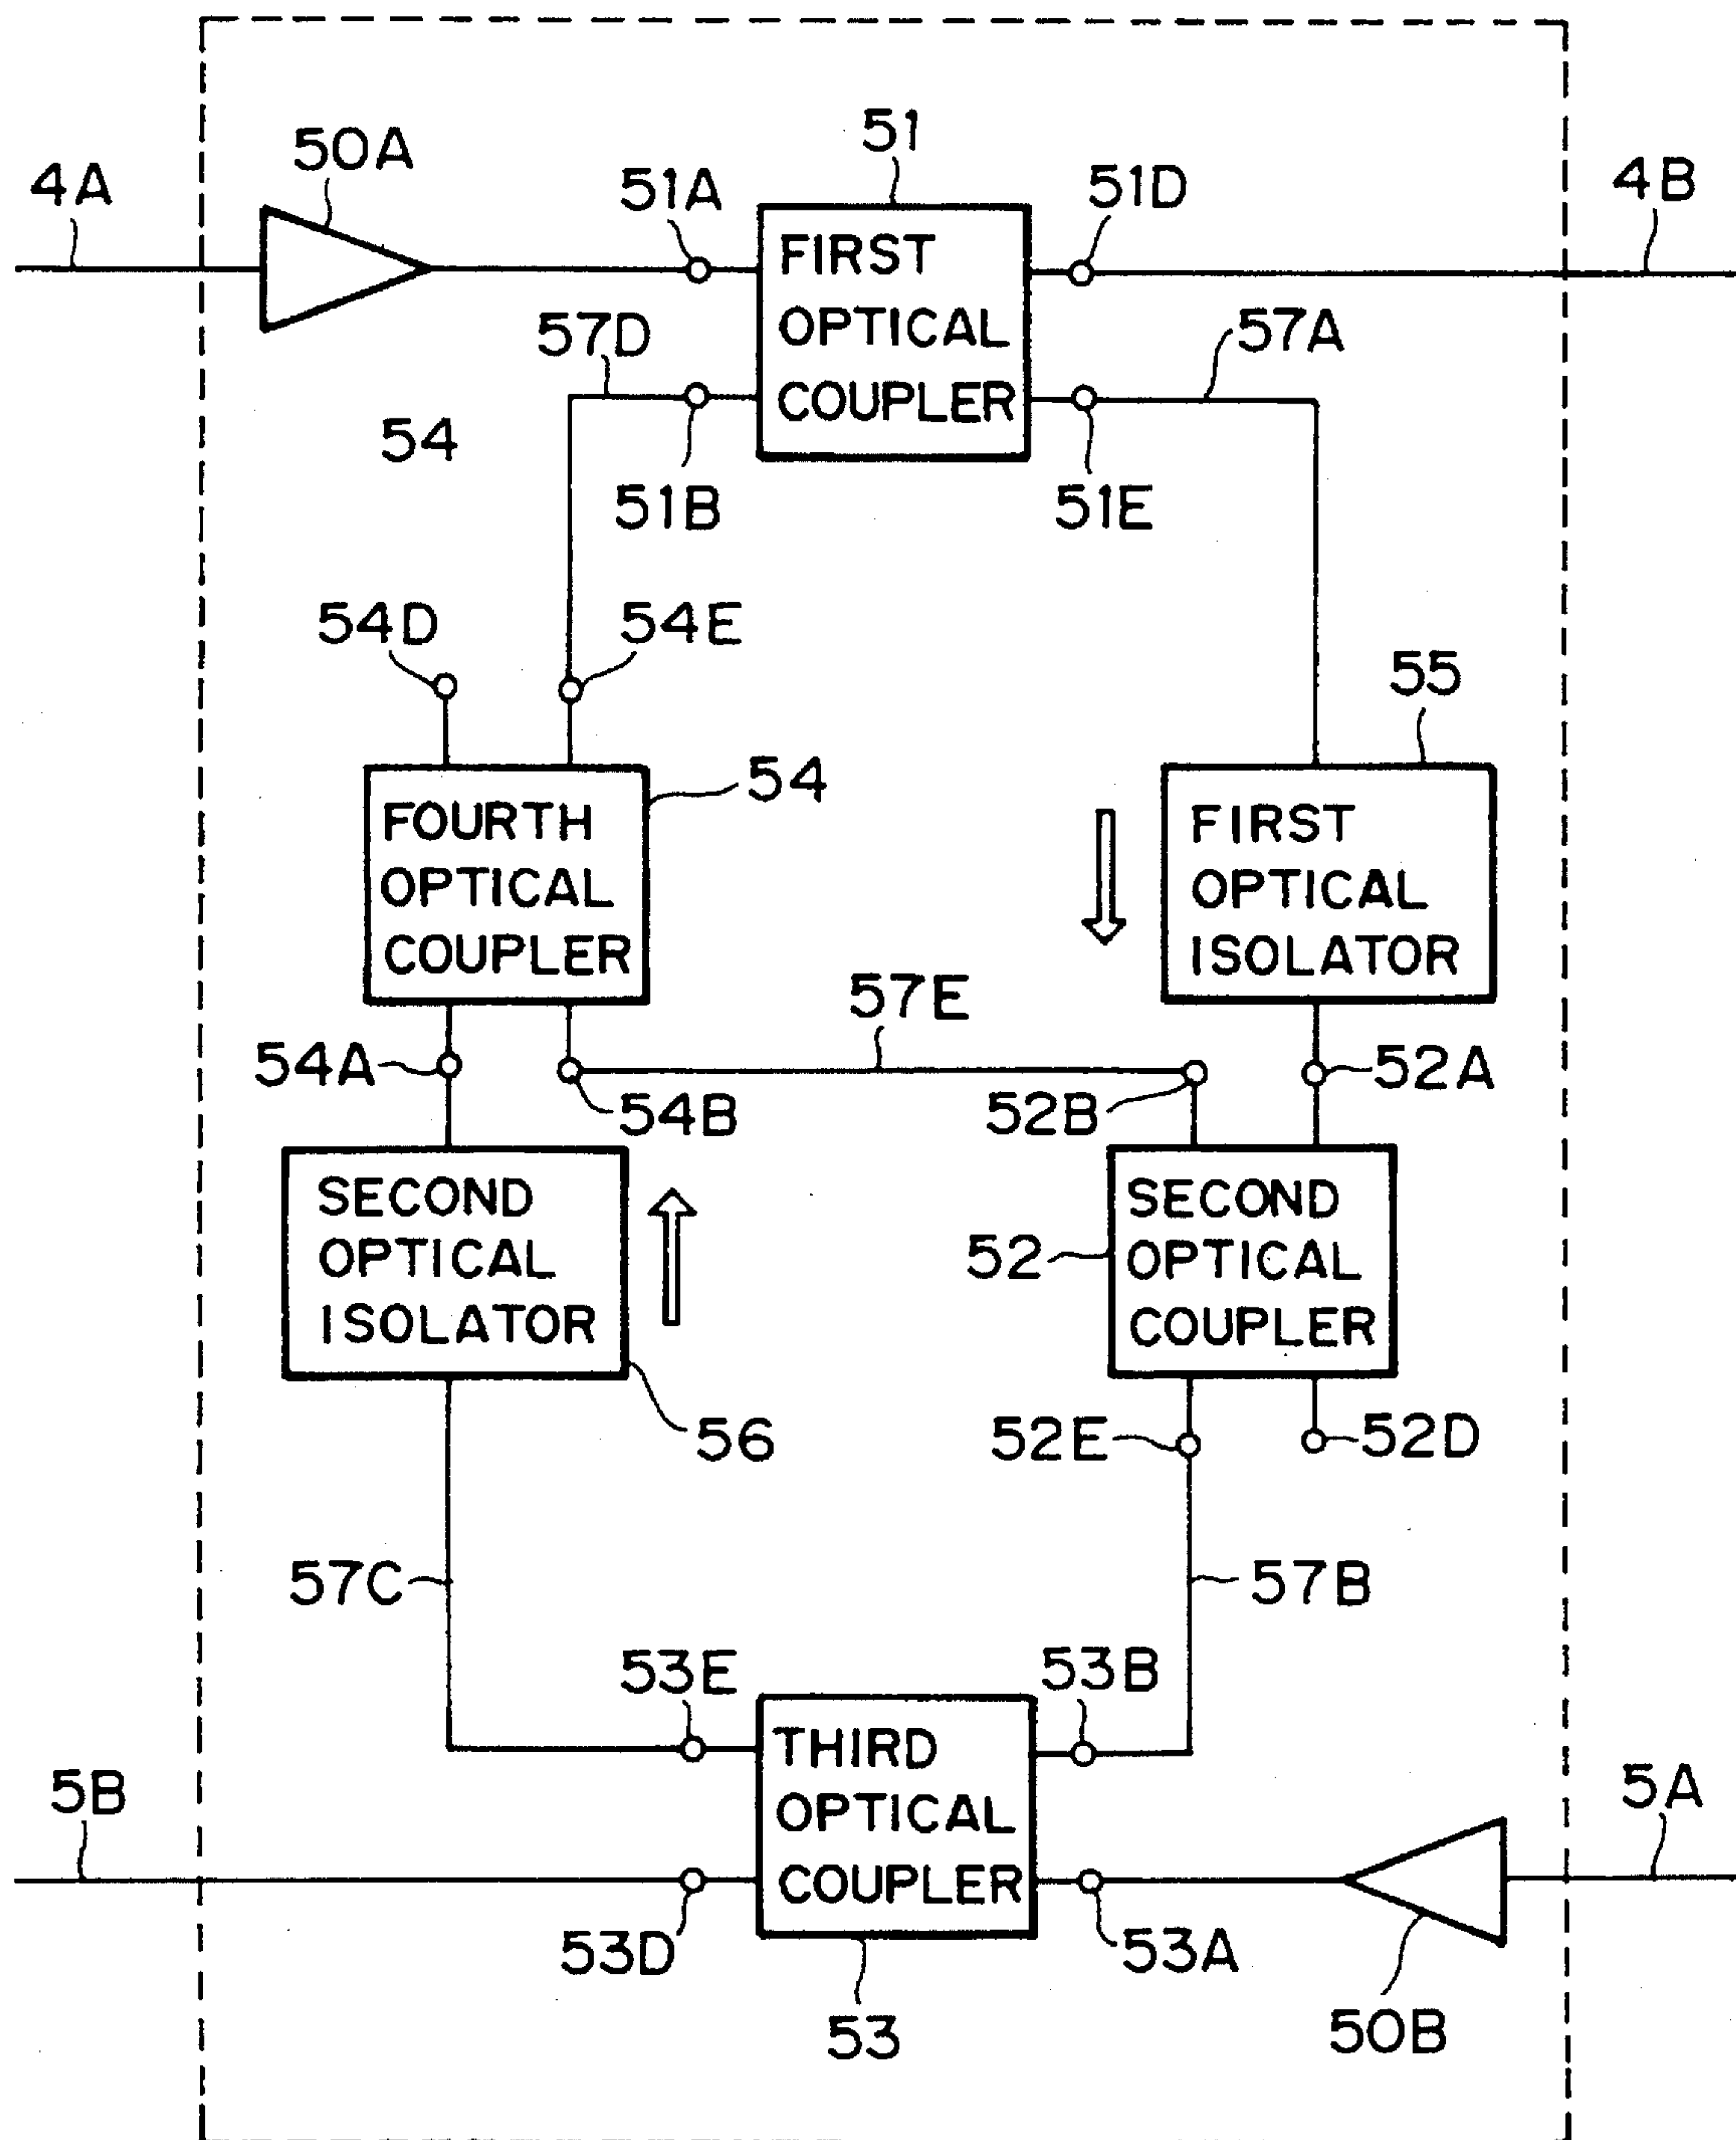 50A
51
4A
51A
51D
4B
FIRST
OPTICAL
COUPLER
57D
57A
54
51B
51E
54D
54E
55
54
FOURTH
OPTICAL
COUPLER
FIRST
OPTICAL
ISOLATOR
57E
54A
54B
52B
52A
SECOND
OPTICAL
ISOLATOR
52
SECOND
OPTICAL
COUPLER
56
52E
52D
57C
57B
53E
53B
THIRD
OPTICAL
COUPLER
5B
5A
53D
53A
53
50B